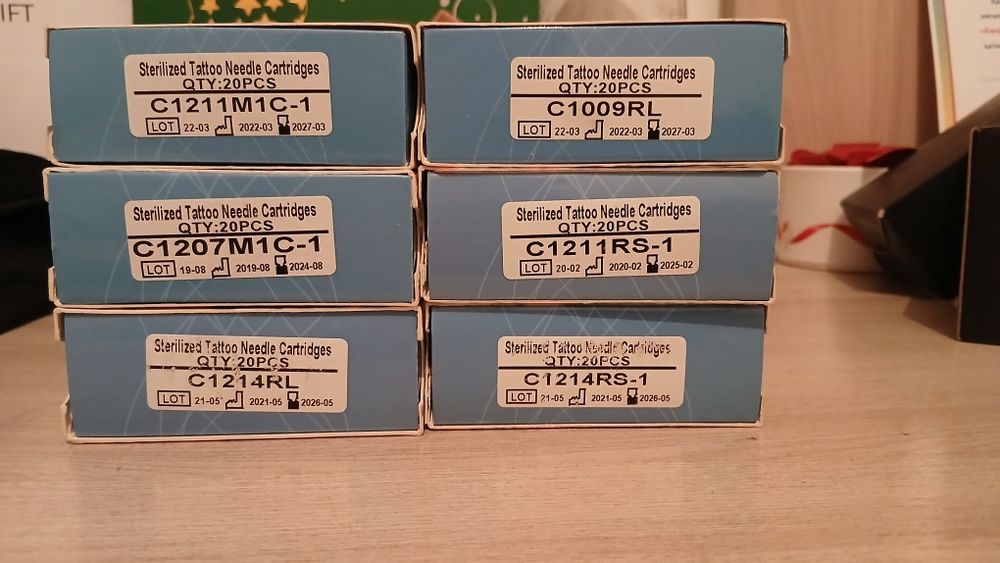 IFT
Sterilized Tattoo Needle Cartridges
QTY:20PCS
C1211M1C-1
LOT 22-03 2022-03 2027-03
Sterilized Tattoo Needle Cartridges
QTY:20PCS
C1009RL
LOT 22-03 2022-03 2027-03
Sterilized Tattoo Needle Cartridges
QTY:20PCS
C1207M1C-1
LOT 19-08 2019-08 2024-08
Sterilized Tattoo Needle Cartridges
QTY:20PCS
C1211RS-1
LOT 20-02 2020-02 2025-02
Sterilized Tattoo Needle Cartridges
QTY:20PCS
C1214RL
LOT 21-05 2021-05 2026-05
Sterilized Tattoo Needle Cartridges
QTY:20PCS
C1214RS-1
LOT 21-05 2021-05 2026-05